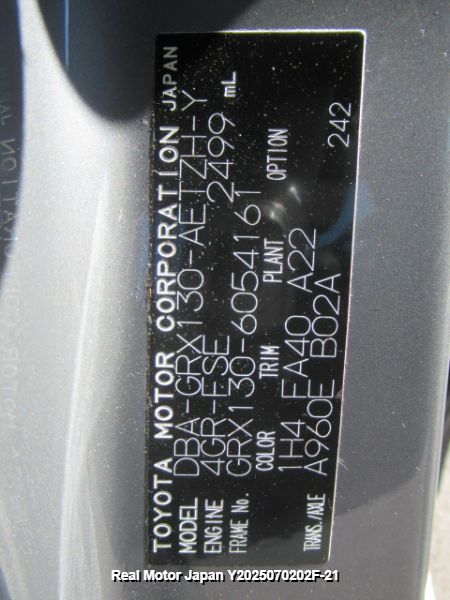 TOYOTA MOTOR CORPORATION JAPAN
MODEL DBA-GRX130-AETZH-Y
ENGINE 4GR-FSE 2499 mL
FRAME No. GRX130-6054161
COLOR TRIM PLANT OPTION
1H4 FA40 A22
TRANS./AXLE A960E B02A 242
Real Motor Japan Y2025070202F-21